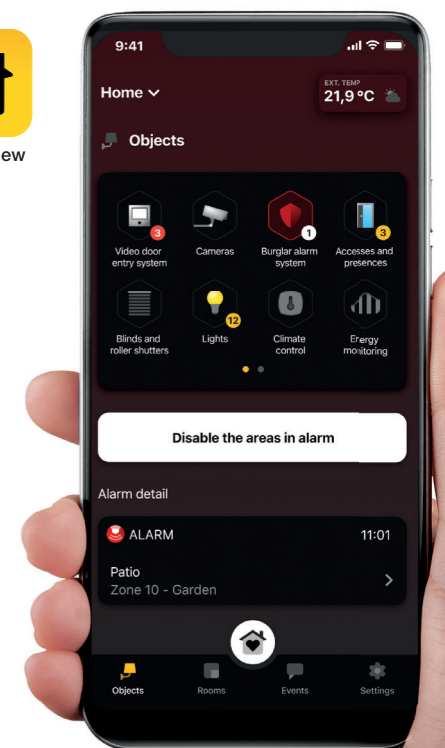 ew
9:41
Home
EXT. TEMP
21,9 °C
Objects
3
1
3
Video door
entry system
Cameras
Burglar alarm
system
Accesses and
presences
12
Blinds and
roller shutters
Lights
Climate
control
Energy
monitoring
Disable the areas in alarm
Alarm detail
ALARM
11:01
Patio
Zone 10 - Garden
Objects
Rooms
Events
Settings